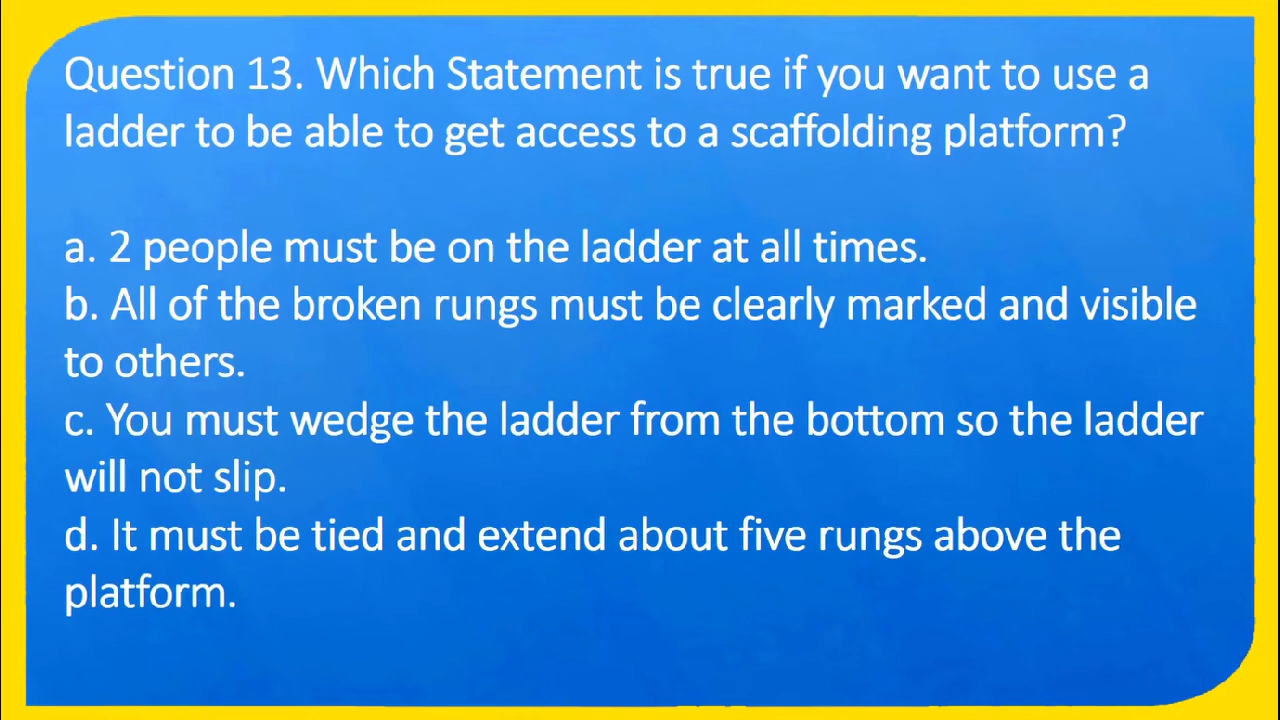 Question 13. Which Statement is true if you want to use a
ladder to be able to get access to a scaffolding platform?
a. 2 people must be on the ladder at all times.
b. All of the broken rungs must be clearly marked and visible
to others.
c. You must wedge the ladder from the bottom so the ladder
will not slip.
d. It must be tied and extend about five rungs above the
platform.